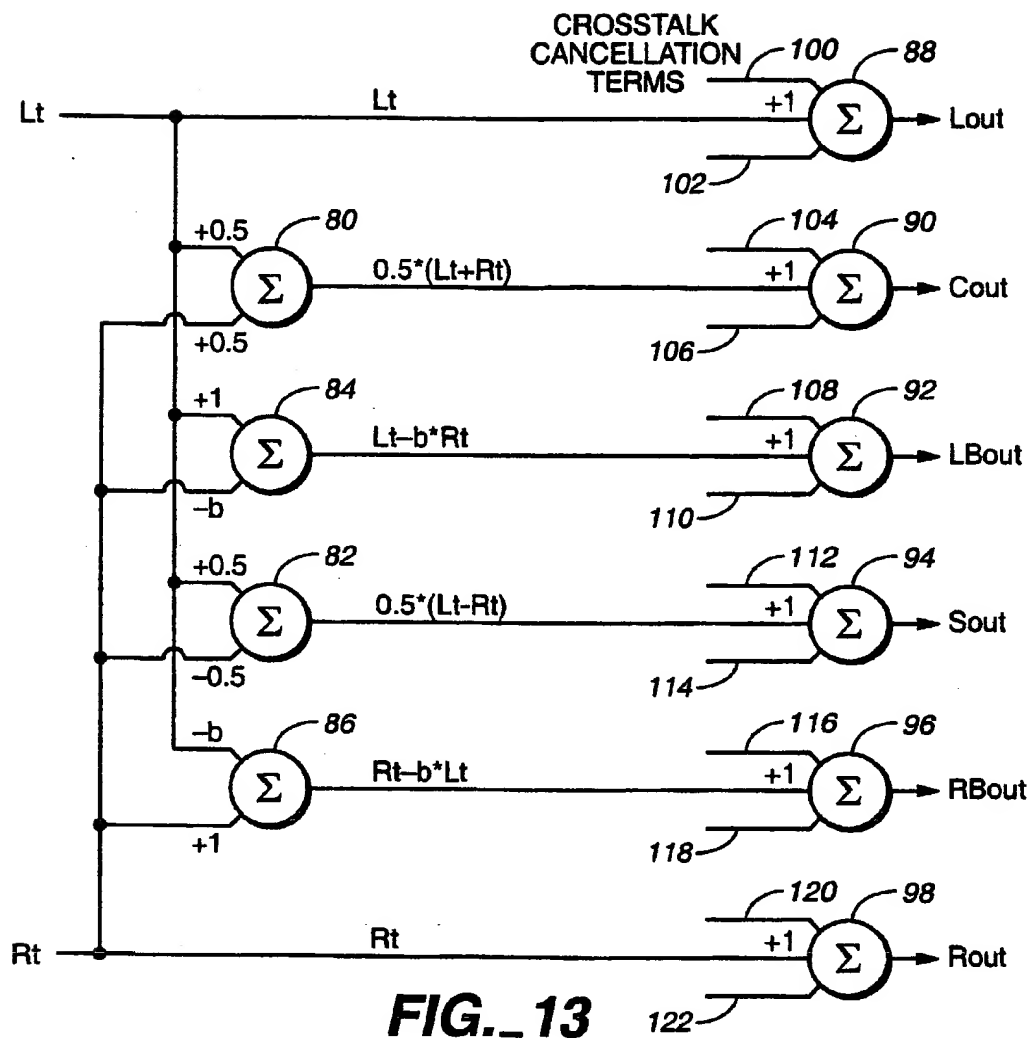 CROSSTALK
CANCELLATION
TERMS
100
88
Lt
Lt
+1
Σ
Lout
102
+0.5
80
104
90
Σ
0.5*(Lt+Rt)
+1
Σ
Cout
+0.5
106
+1
84
108
92
Σ
Lt–b*Rt
+1
Σ
LBout
–b
110
+0.5
82
112
94
Σ
0.5*(Lt-Rt)
+1
Σ
Sout
–0.5
114
–b
86
116
96
Σ
Rt–b*Lt
+1
Σ
RBout
+1
118
120
98
Rt
Rt
+1
Σ
Rout
122
FIG._13